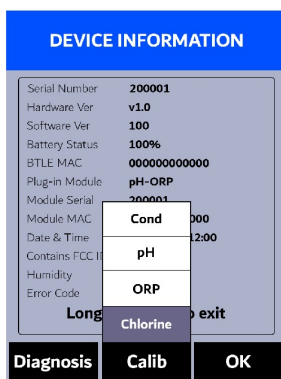 DEVICE INFORMATION
Serial Number 200001
Hardware Ver v1.0
Software Ver 100
Battery Status 100%
BTLE MAC 000000000000
Plug-in Module pH-ORP
Module Serial 200001
Module MAC 000
Date & Time 12:00
Contains FCC
Humidity
Error Code
Long exit
Cond
pH
ORP
Chlorine
Diagnosis Calib OK